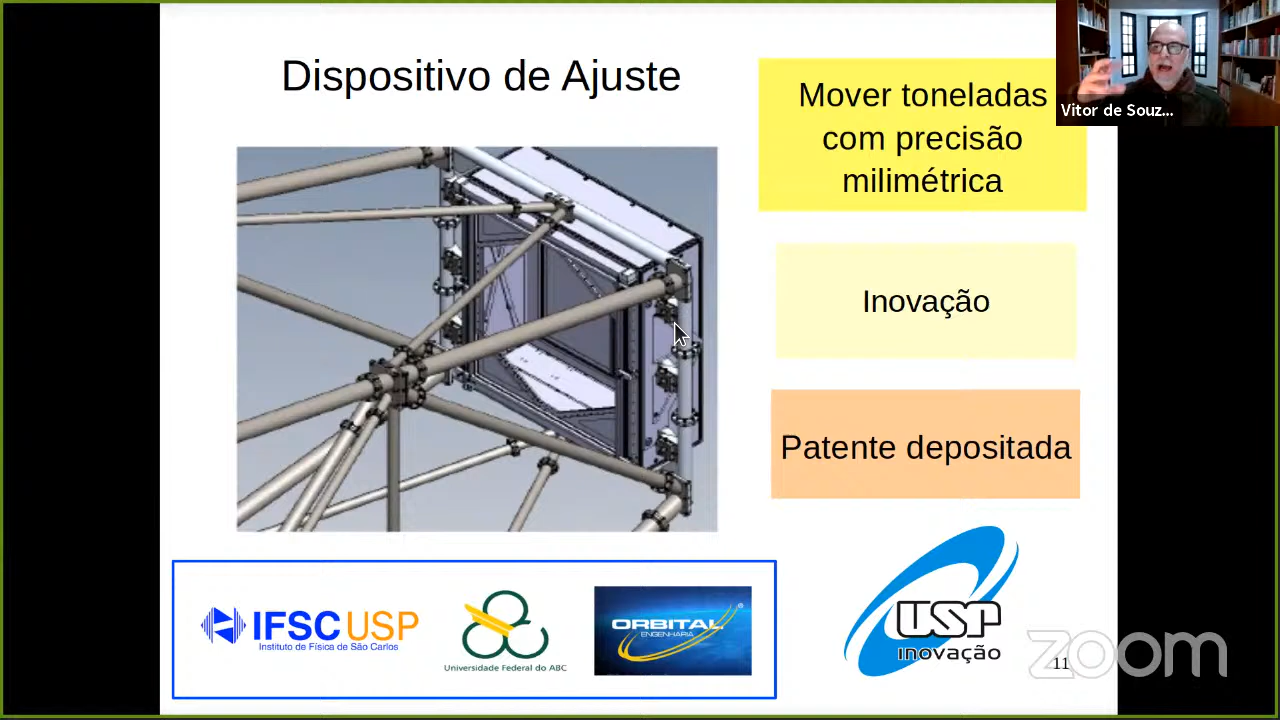 Dispositivo de Ajuste
Mover toneladas
com precisão
milimétrica
Vitor de Souz...
Inovação
Patente depositada
IFSC USP
Instituto de Física de São Carlos
Universidade Federal do ABC
ORBITAL
ENGENHARIA
USP
inovação
11
zoom